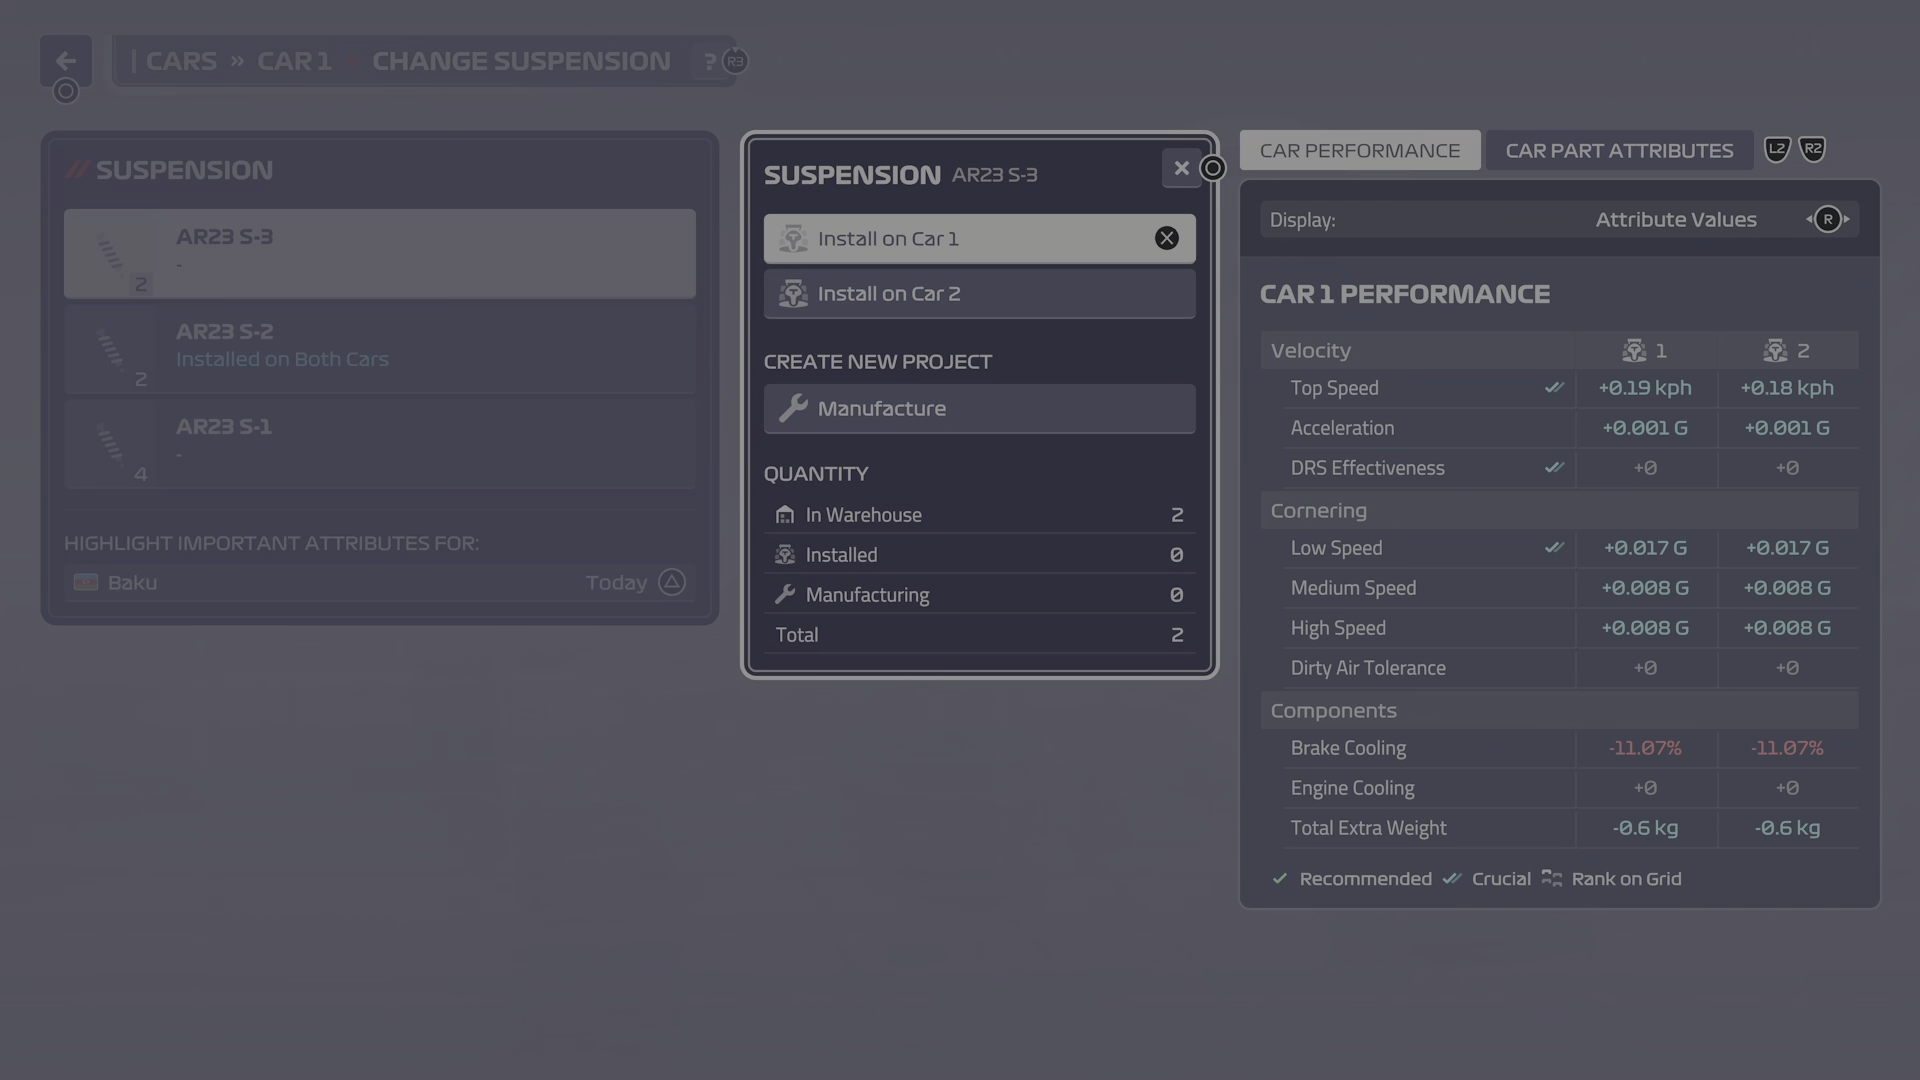 CARS » CAR 1 CHANGE SUSPENSION ? R3
SUSPENSION
AR23 S-3
-
2
AR23 S-2
Installed on Both Cars
2
AR23 S-1
-
4
HIGHLIGHT IMPORTANT ATTRIBUTES FOR:
Baku Today
SUSPENSION AR23 S-3
Install on Car 1
Install on Car 2
CREATE NEW PROJECT
Manufacture
QUANTITY
In Warehouse 2
Installed 0
Manufacturing 0
Total 2
CAR PERFORMANCE CAR PART ATTRIBUTES L2 R2
Display: Attribute Values R
CAR 1 PERFORMANCE
Velocity 1 2
Top Speed +0.19 kph +0.18 kph
Acceleration +0.001 G +0.001 G
DRS Effectiveness +0 +0
Cornering
Low Speed +0.017 G +0.017 G
Medium Speed +0.008 G +0.008 G
High Speed +0.008 G +0.008 G
Dirty Air Tolerance +0 +0
Components
Brake Cooling -11.07% -11.07%
Engine Cooling +0 +0
Total Extra Weight -0.6 kg -0.6 kg
Recommended Crucial Rank on Grid